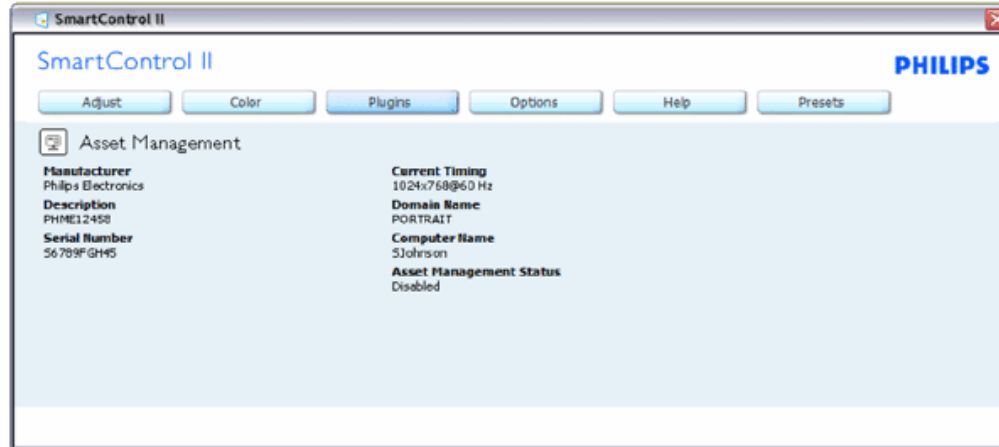 SmartControl II
SmartControl II
PHILIPS
Adjust Color Plugins Options Help Presets
Asset Management
Manufacturer
Philips Electronics
Description
PHME12458
Serial Number
56789FGH45
Current Timing
1024x768@60 Hz
Domain Name
PORTRAIT
Computer Name
SJohnson
Asset Management Status
Disabled